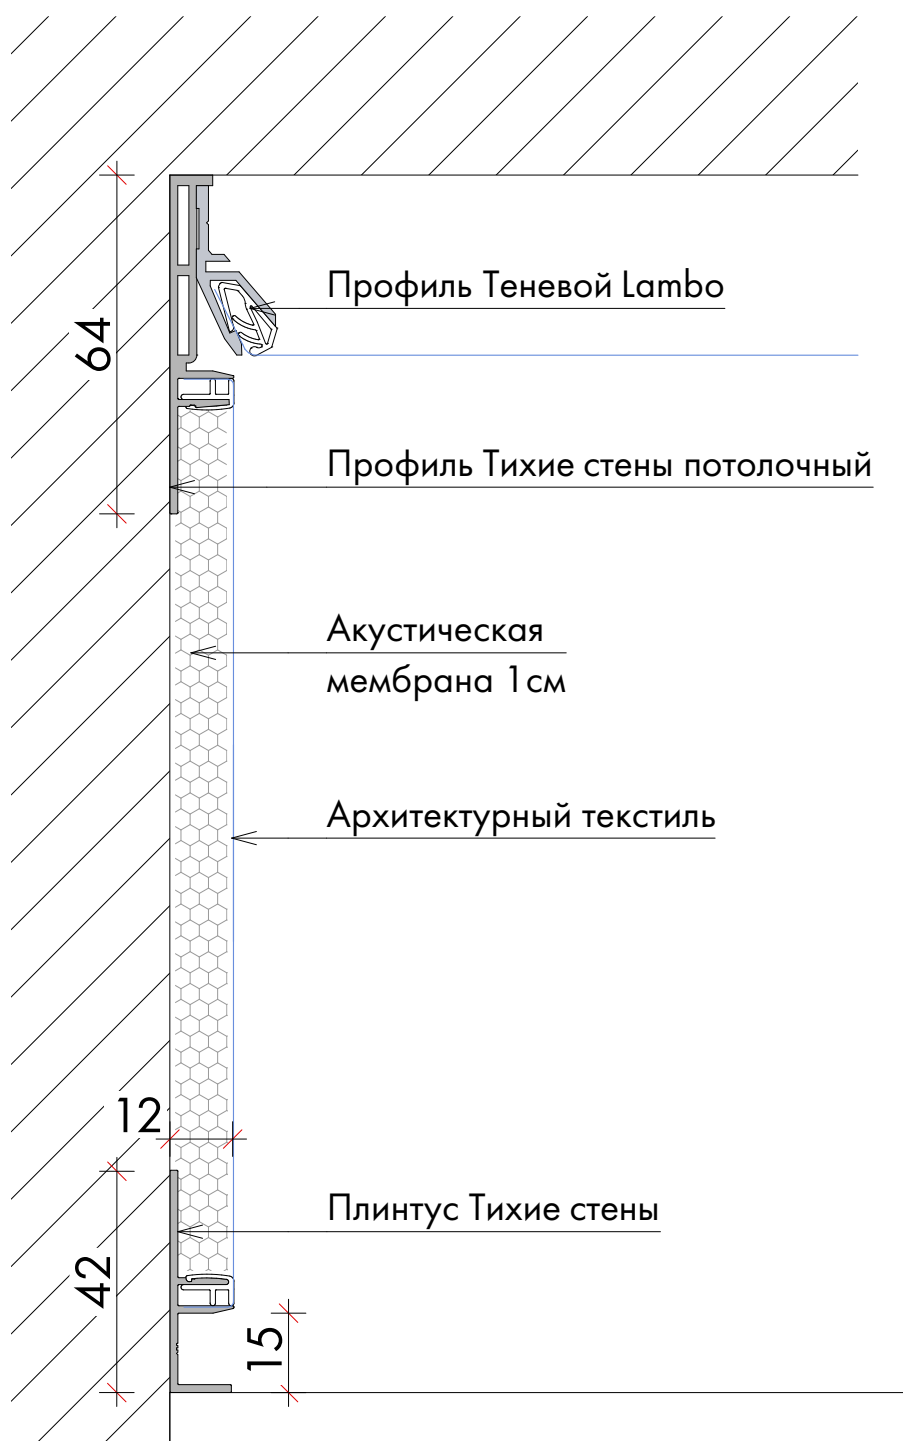 Профиль Теневой Lambo
64
Профиль Тихие стены потолочный
Акустическая
мембрана 1см
Архитектурный текстиль
12
Плинтус Тихие стены
42
15